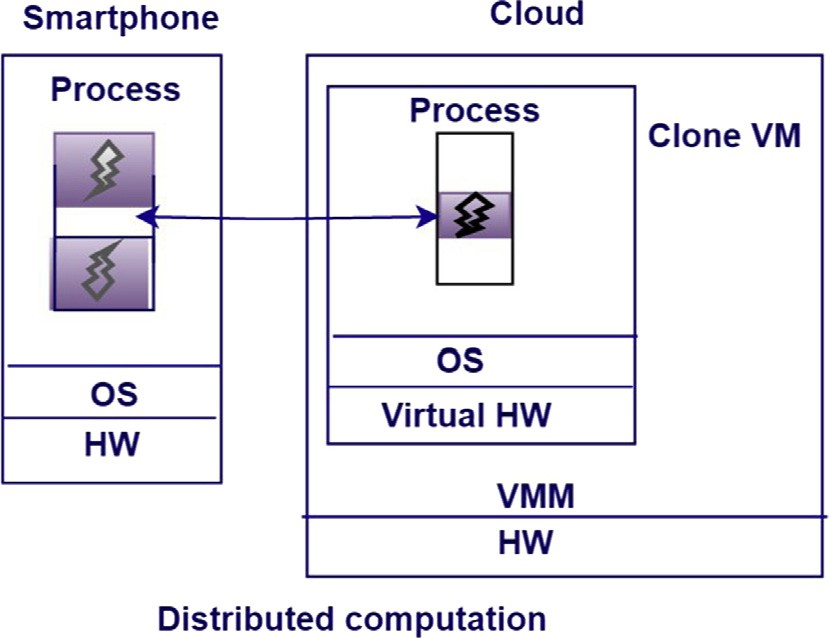 Smartphone
Cloud
Process
Process
Clone VM
OS
HW
OS
Virtual HW
VMM
HW
Distributed computation